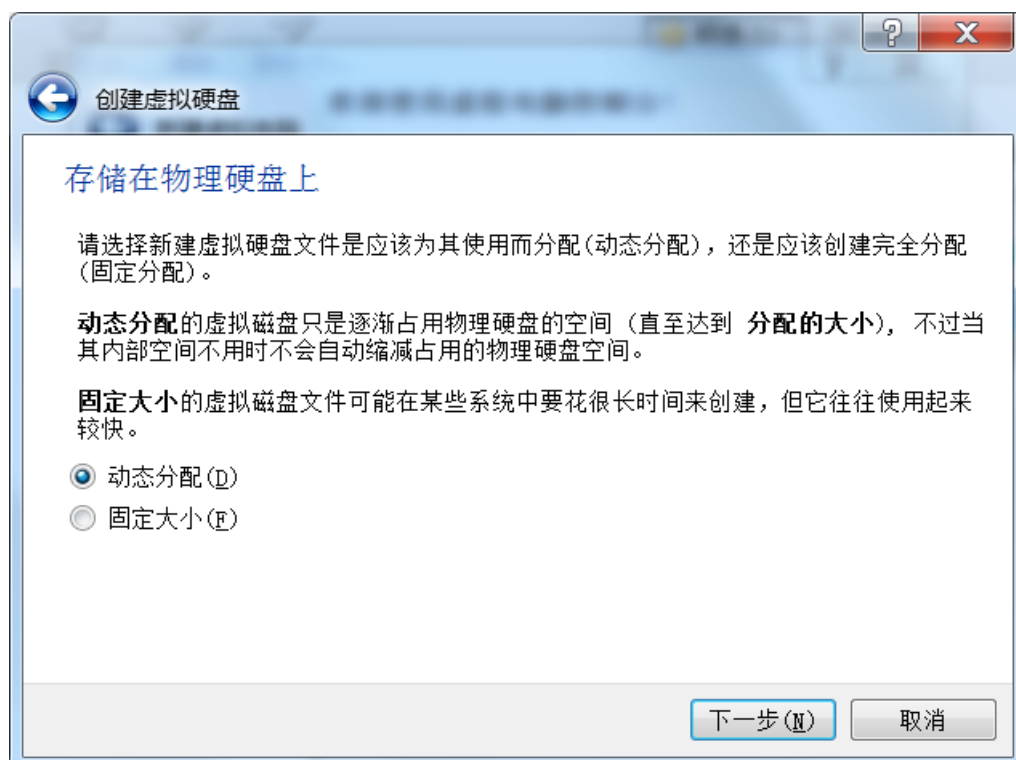 创建虚拟硬盘
存储在物理硬盘上
请选择新建虚拟硬盘文件是应该为其使用而分配(动态分配)，还是应该创建完全分配
(固定分配)。
动态分配的虚拟磁盘只是逐渐占用物理硬盘的空间 (直至达到 分配的大小)， 不过当
其内部空间不用时不会自动缩减占用的物理硬盘空间。
固定大小的虚拟磁盘文件可能在某些系统中要花很长时间来创建，但它往往使用起来
较快。
动态分配(D)
固定大小(F)
下一步(N)
取消